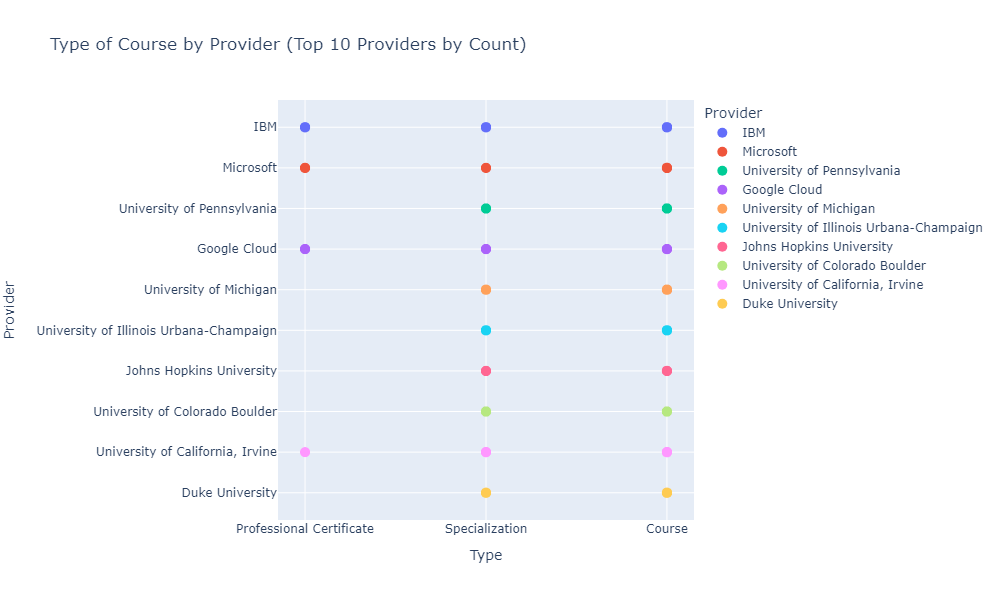 Type of Course by Provider (Top 10 Providers by Count)
Provider
IBM
Microsoft
University of Pennsylvania
Google Cloud
University of Michigan
University of Illinois Urbana-Champaign
Johns Hopkins University
University of Colorado Boulder
University of California, Irvine
Duke University
Professional Certificate
Specialization
Course
Type
Provider
IBM
Microsoft
University of Pennsylvania
Google Cloud
University of Michigan
University of Illinois Urbana-Champaign
Johns Hopkins University
University of Colorado Boulder
University of California, Irvine
Duke University